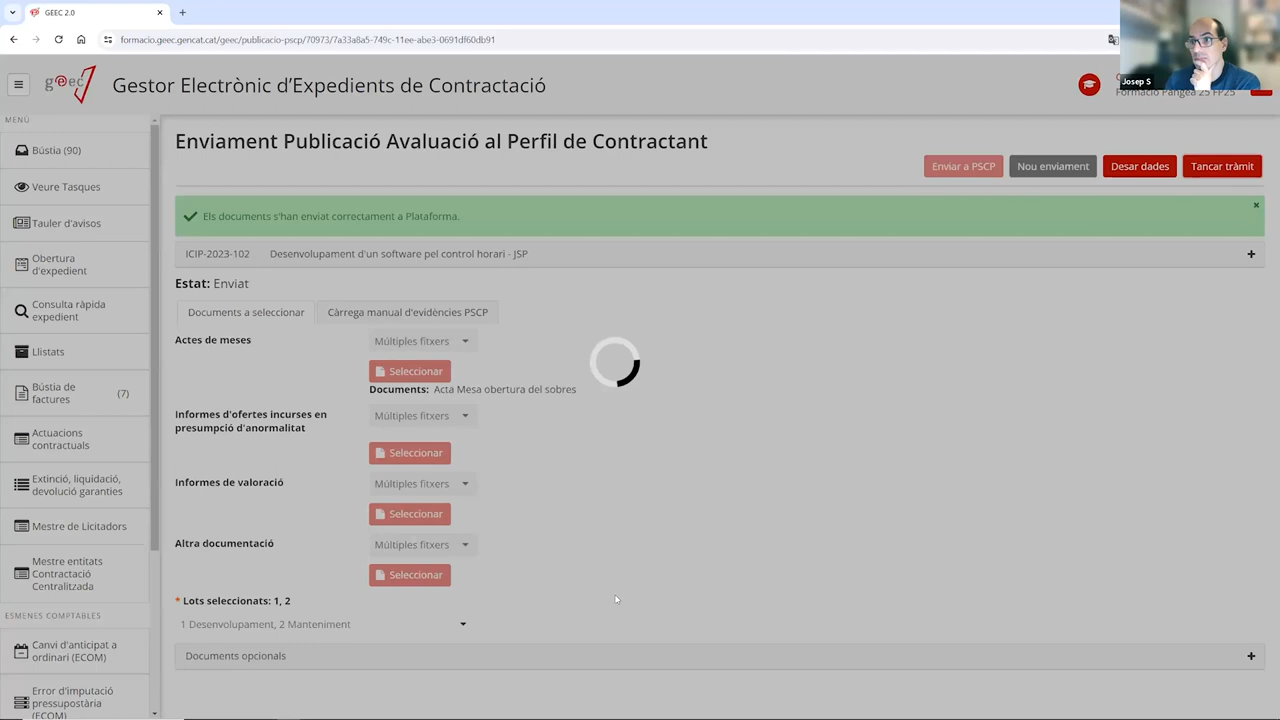 GEEC 2.0
formacio.geec.gencat.cat/geec/publicacio-pscp/70973/7a33a8a5-749c-11ee-abe3-0691df60db91
Josep S
geec
Gestor Electrònic d'Expedients de Contractació
Formació Pangea 25 FP25
MENÚ
Bústia (90)
Veure Tasques
Tauler d'avisos
Obertura
d'expedient
Consulta ràpida
expedient
Llistats
Bústia de
factures
(7)
Actuacions
contractuals
Extinció, liquidació,
devolució garanties
Mestre de Licitadors
Mestre entitats
Contractació
Centralitzada
ESMENES COMPTABLES
Canvi d'anticipat a
ordinari (ECOM)
Error d'imputació
pressupostària
(ECOM)
Enviament Publicació Avaluació al Perfil de Contractant
Enviar a PSCP Nou enviament Desar dades Tancar tràmit
Els documents s'han enviat correctament a Plataforma.
ICIP-2023-102 Desenvolupament d'un software pel control horari - JSP
Estat: Enviat
Documents a seleccionar Càrrega manual d'evidències PSCP
Actes de meses Múltiples fitxers
Seleccionar
Documents: Acta Mesa obertura del sobres
Informes d'ofertes incurses en
presumpció d'anormalitat
Múltiples fitxers
Seleccionar
Informes de valoració Múltiples fitxers
Seleccionar
Altra documentació Múltiples fitxers
Seleccionar
* Lots seleccionats: 1, 2
1 Desenvolupament, 2 Manteniment
Documents opcionals